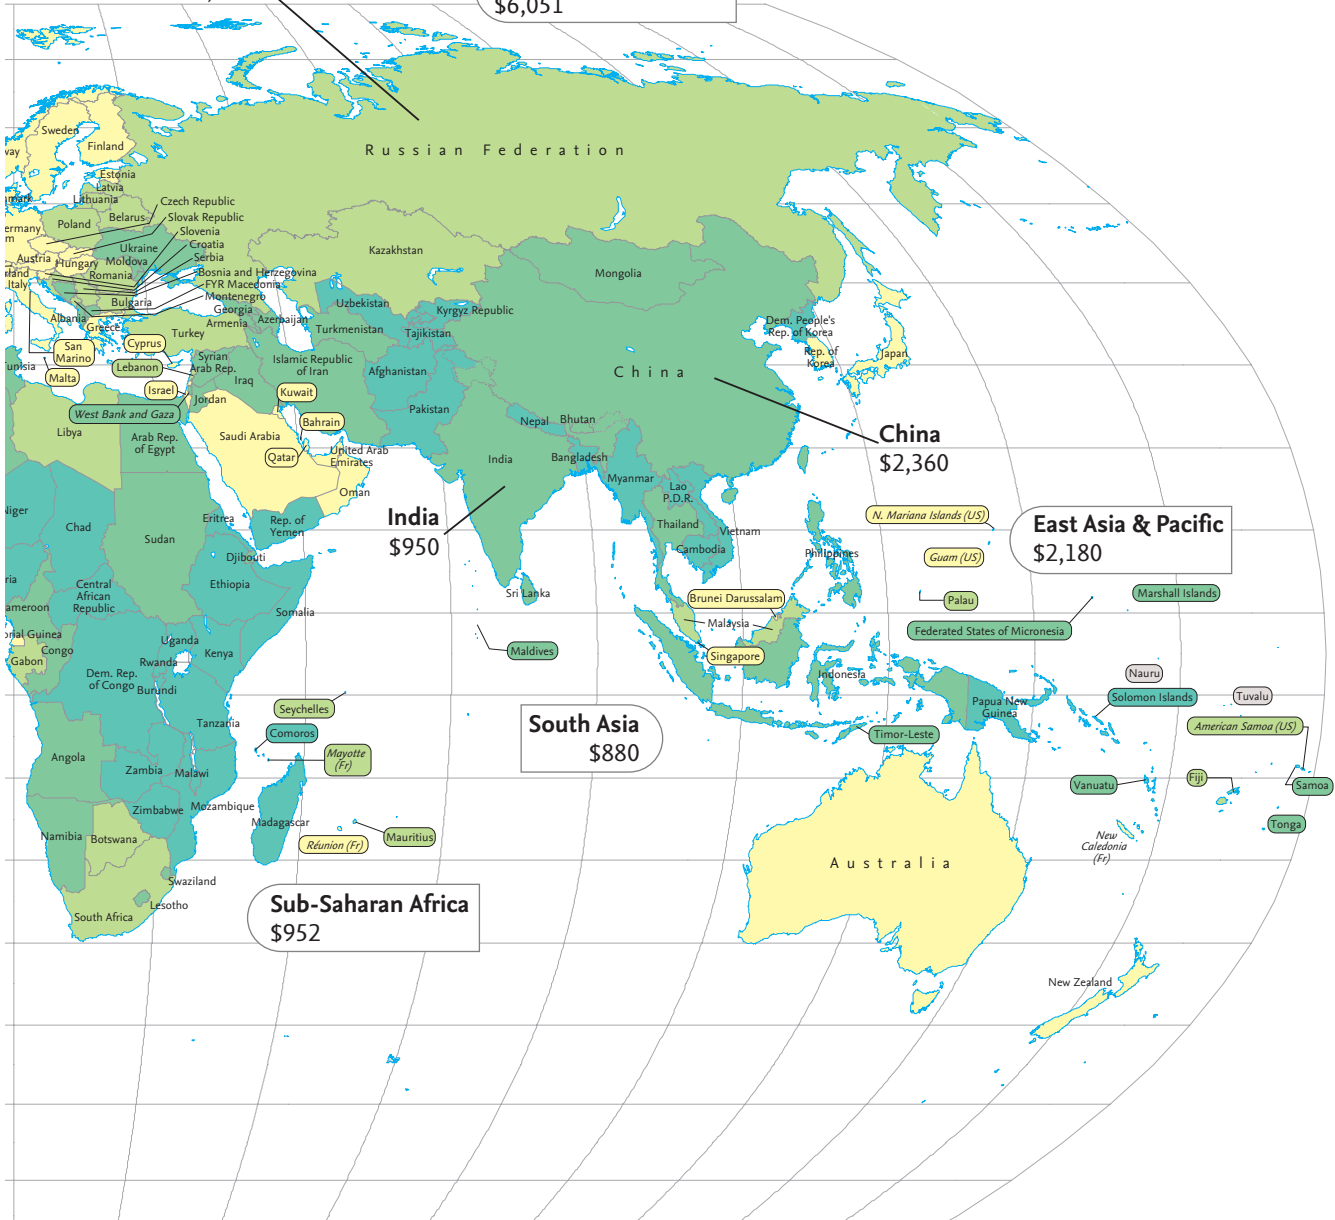 $6,051
Sweden
Finland
Estonia
Latvia
Lithuania
Russian Federation
Czech Republic
Slovak Republic
Slovenia
Croatia
Serbia
Bosnia and Herzegovina
FYR Macedonia
Montenegro
Georgia
Belarus
Poland
Ukraine
Moldova
Austria
Hungary
Romania
Italy
Bulgaria
Albania
Greece
Armenia
Azerbaijan
Turkey
Kazakhstan
Mongolia
Uzbekistan
Kyrgyz Republic
Turkmenistan
Tajikistan
Dem. People's
Rep. of Korea
Rep. of
Korea
Japan
San
Marino
Cyprus
Malta
Lebanon
Syrian
Arab Rep.
Iraq
Islamic Republic
of Iran
Afghanistan
China
Israel
Jordan
Kuwait
West Bank and Gaza
Bahrain
Pakistan
Nepal
Bhutan
China
$2,360
Libya
Arab Rep.
of Egypt
Saudi Arabia
Qatar
United Arab
Emirates
India
Bangladesh
Oman
Myanmar
Lao
P.D.R.
Chad
Sudan
Eritrea
Rep. of
Yemen
India
$950
Thailand
Vietnam
Cambodia
Philippines
N. Mariana Islands (US)
East Asia & Pacific
$2,180
Guam (US)
Djibouti
Ethiopia
Central
African
Republic
Somalia
Sri Lanka
Brunei Darussalam
Palau
Marshall Islands
Malaysia
Federated States of Micronesia
Gabon
Congo
Uganda
Kenya
Rwanda
Dem. Rep.
of Congo
Burundi
Maldives
Singapore
Indonesia
Nauru
Solomon Islands
Tuvalu
Papua New
Guinea
Seychelles
Tanzania
Comoros
South Asia
$880
Timor-Leste
American Samoa (US)
Angola
Zambia
Malawi
Mayotte
(Fr)
Vanuatu
Fiji
Samoa
Zimbabwe
Mozambique
Madagascar
Namibia
Botswana
Réunion (Fr)
Mauritius
Tonga
New
Caledonia
(Fr)
Australia
Swaziland
Lesotho
South Africa
Sub-Saharan Africa
$952
New Zealand